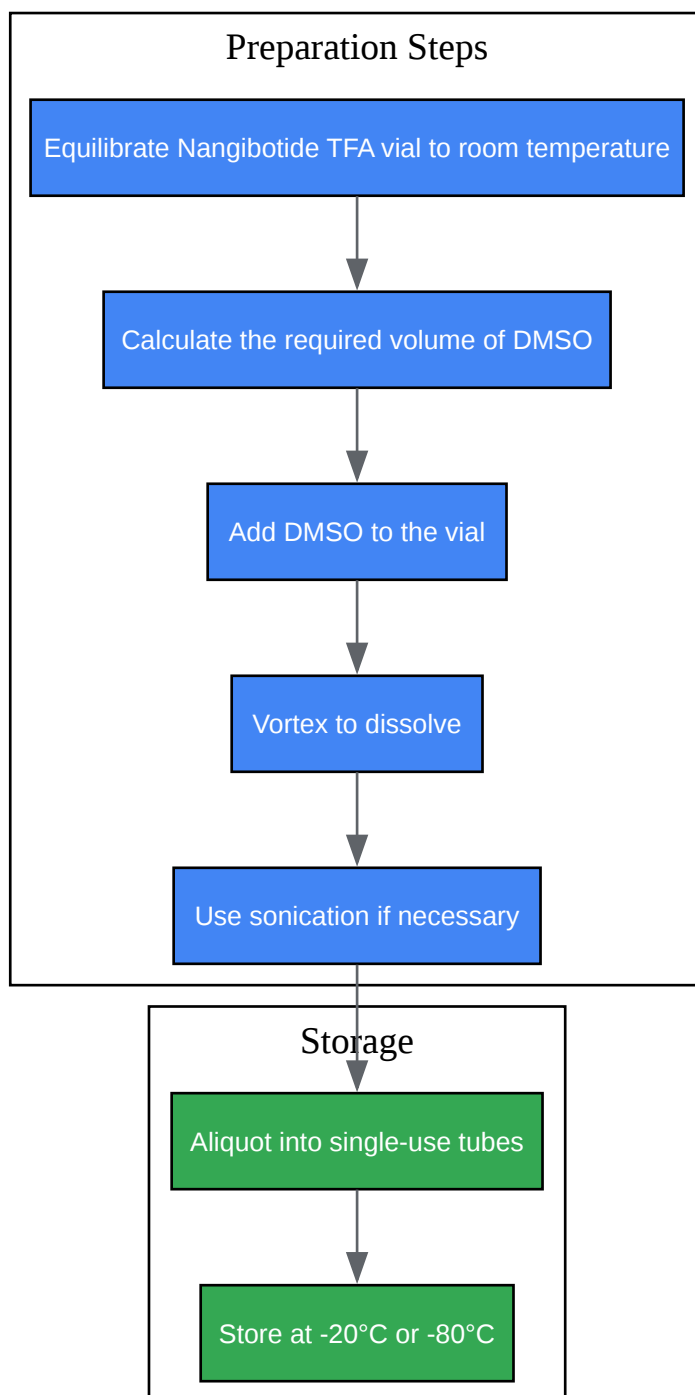 Preparation Steps
Equilibrate Nangibotide TFA vial to room temperature
Calculate the required volume of DMSO
Add DMSO to the vial
Vortex to dissolve
Use sonication if necessary
Storage
Aliquot into single-use tubes
Store at -20°C or -80°C